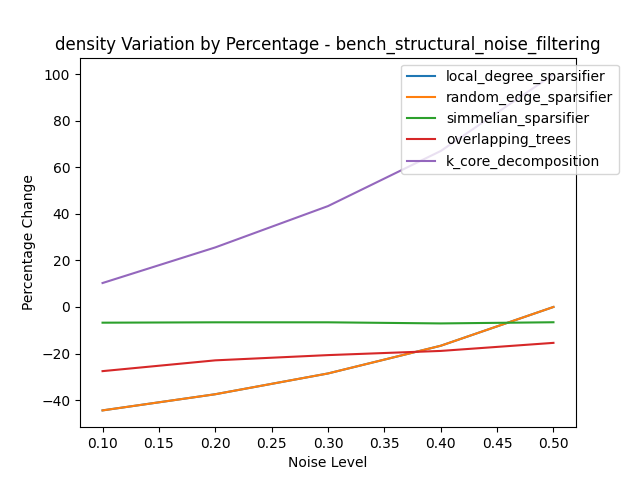 density Variation by Percentage - bench_structural_noise_filtering
local_degree_sparsifier
random_edge_sparsifier
simmelian_sparsifier
overlapping_trees
k_core_decomposition
Percentage Change
100
80
60
40
20
0
−20
−40
0.10 0.15 0.20 0.25 0.30 0.35 0.40 0.45 0.50
Noise Level